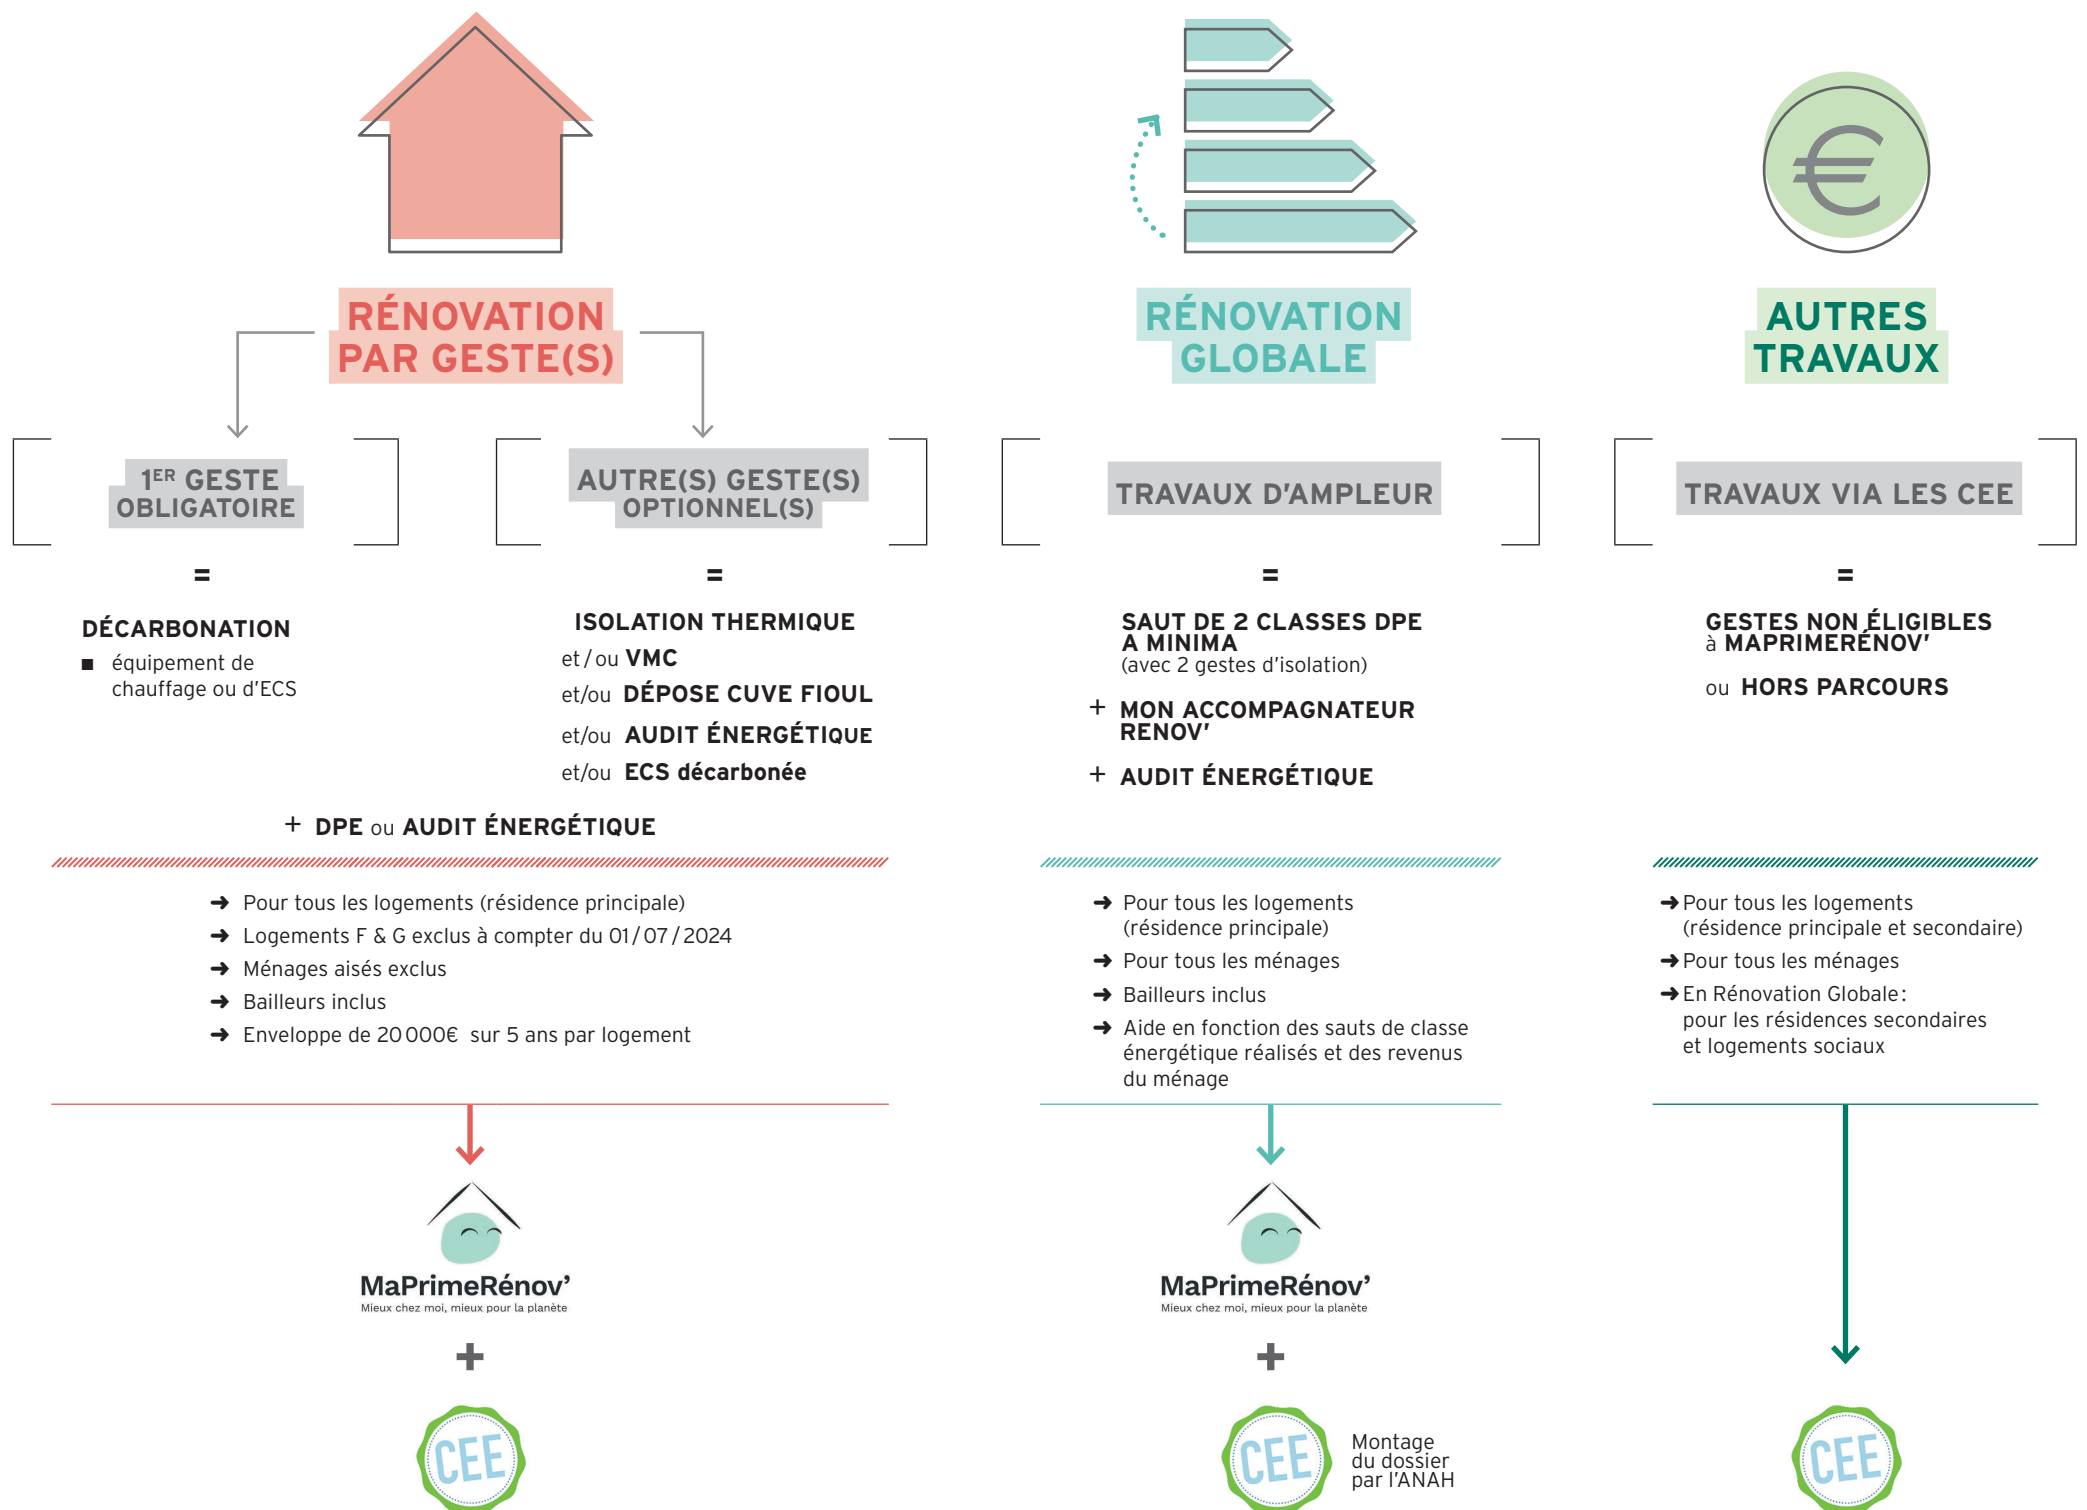 RÉNOVATION
PAR GESTE(S)
1ER GESTE
OBLIGATOIRE
=
DÉCARBONATION
■ équipement de
chauffage ou d'ECS
AUTRE(S) GESTE(S)
OPTIONNEL(S)
=
ISOLATION THERMIQUE
et/ou VMC
et/ou DÉPOSE CUVE FIOUL
et/ou AUDIT ÉNERGÉTIQUE
et/ou ECS décarbonée
+ DPE ou AUDIT ÉNERGÉTIQUE
➜ Pour tous les logements (résidence principale)
➜ Logements F & G exclus à compter du 01/07/2024
➜ Ménages aisés exclus
➜ Bailleurs inclus
➜ Enveloppe de 20 000€ sur 5 ans par logement
MaPrimeRénov’
Mieux chez moi, mieux pour la planète
+
CEE
RÉNOVATION
GLOBALE
TRAVAUX D'AMPLEUR
=
SAUT DE 2 CLASSES DPE
A MINIMA
(avec 2 gestes d'isolation)
+ MON ACCOMPAGNATEUR
RENOV'
+ AUDIT ÉNERGÉTIQUE
➜ Pour tous les logements
(résidence principale)
➜ Pour tous les ménages
➜ Bailleurs inclus
➜ Aide en fonction des sauts de classe
énergétique réalisés et des revenus
du ménage
MaPrimeRénov’
Mieux chez moi, mieux pour la planète
+
CEE
Montage
du dossier
par l'ANAH
€
AUTRES
TRAVAUX
TRAVAUX VIA LES CEE
=
GESTES NON ÉLIGIBLES
à MAPRIMERÉNOV'
ou HORS PARCOURS
➜ Pour tous les logements
(résidence principale et secondaire)
➜ Pour tous les ménages
➜ En Rénovation Globale :
pour les résidences secondaires
et logements sociaux
CEE